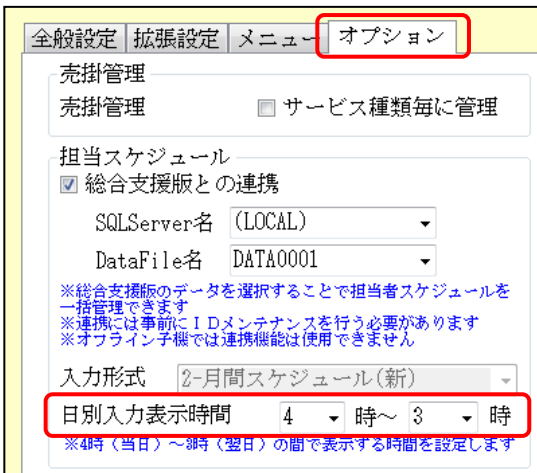 全般設定 拡張設定 メニュー オプション
売掛管理
売掛管理 サービス種類毎に管理
担当スケジュール
総合支援版との連携
SQLServer名 (LOCAL)
DataFile名 DATA0001
※総合支援版のデータを選択することで担当者スケジュールを
一括管理できます
※連携には事前にＩＤメンテナンスを行う必要があります
※オフライン子機では連携機能は使用できません
入力形式 2-月間スケジュール(新)
日別入力表示時間 4 時～ 3 時
※4時（当日）～3時（翌日）の間で表示する時間を設定します